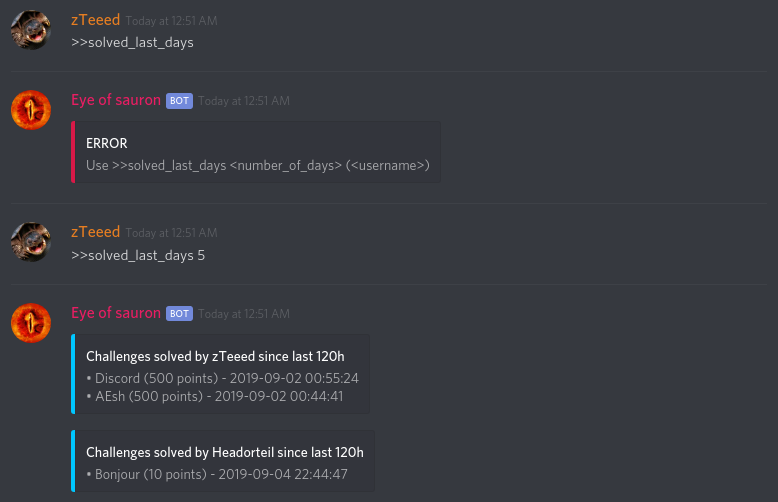 zTeeed Today at 12:51 AM
>>solved_last_days
Eye of sauron BOT Today at 12:51 AM
ERROR
Use >>solved_last_days <number_of_days> (<username>)
zTeeed Today at 12:51 AM
>>solved_last_days 5
Eye of sauron BOT Today at 12:51 AM
Challenges solved by zTeeed since last 120h
• Discord (500 points) - 2019-09-02 00:55:24
• AEsh (500 points) - 2019-09-02 00:44:41
Challenges solved by Headorteil since last 120h
• Bonjour (10 points) - 2019-09-04 22:44:47